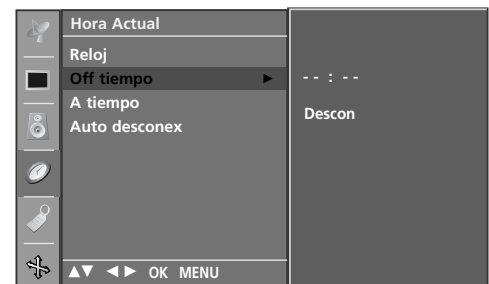 Hora Actual
Reloj
Off tiempo ►
A tiempo
Auto desconex
- - : - -
Descon
▲▼ ◄► OK MENU